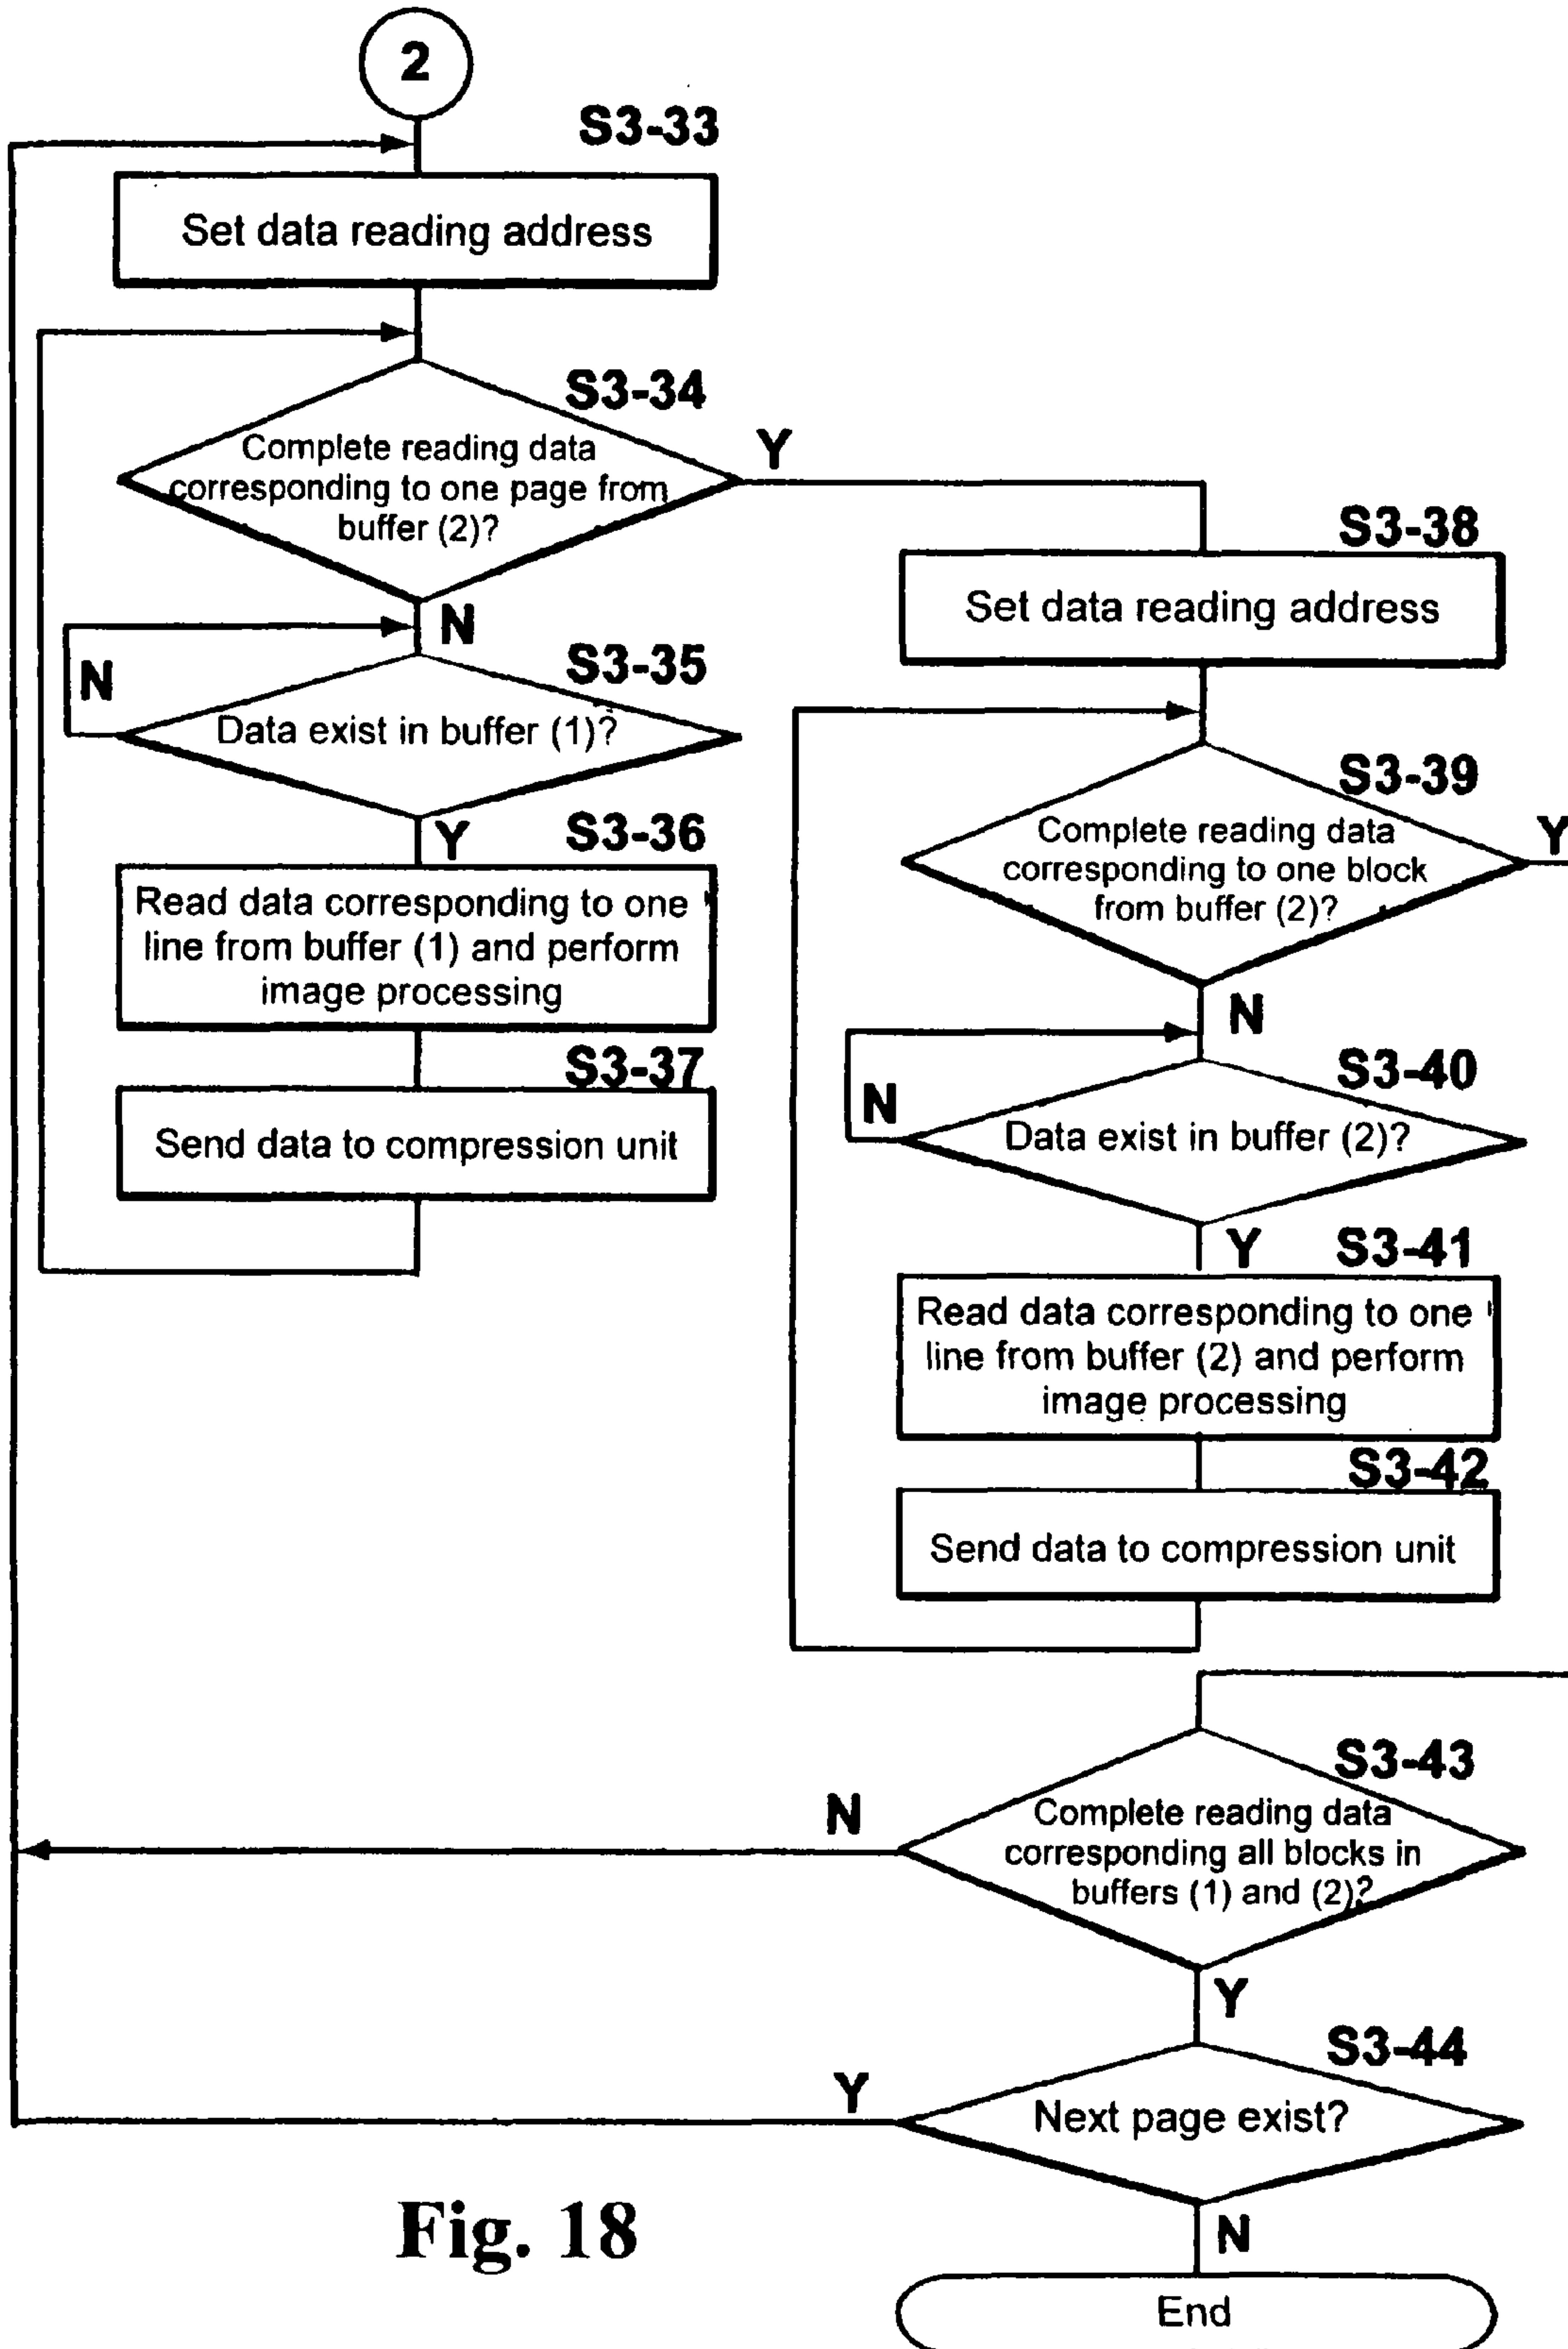 2
S3-33
Set data reading address
S3-34
Complete reading data
corresponding to one page from
buffer (2)?
Y
N
S3-35
N
Data exist in buffer (1)?
Y
S3-36
Read data corresponding to one
line from buffer (1) and perform
image processing
S3-37
Send data to compression unit
S3-38
Set data reading address
S3-39
Complete reading data
corresponding to one block
from buffer (2)?
Y
N
S3-40
N
Data exist in buffer (2)?
Y
S3-41
Read data corresponding to one
line from buffer (2) and perform
image processing
S3-42
Send data to compression unit
S3-43
N
Complete reading data
corresponding all blocks in
buffers (1) and (2)?
Y
S3-44
Y
Next page exist?
N
End
Fig. 18